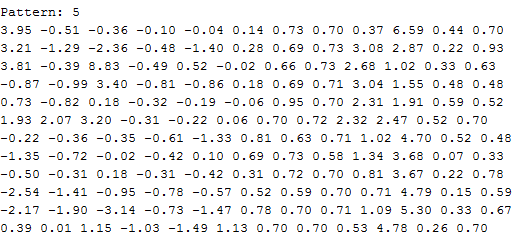 Pattern: 5
3.95 -0.51 -0.36 -0.10 -0.04 0.14 0.73 0.70 0.37 6.59 0.44 0.70
3.21 -1.29 -2.36 -0.48 -1.40 0.28 0.69 0.73 3.08 2.87 0.22 0.93
3.81 -0.39 8.83 -0.49 0.52 -0.02 0.66 0.73 2.68 1.02 0.33 0.63
-0.87 -0.99 3.40 -0.81 -0.86 0.18 0.69 0.71 3.04 1.55 0.48 0.48
0.73 -0.82 0.18 -0.32 -0.19 -0.06 0.95 0.70 2.31 1.91 0.59 0.52
1.93 2.07 3.20 -0.31 -0.22 0.06 0.70 0.72 2.32 2.47 0.52 0.70
-0.22 -0.36 -0.35 -0.61 -1.33 0.81 0.63 0.71 1.02 4.70 0.52 0.48
-1.35 -0.72 -0.02 -0.42 0.10 0.69 0.73 0.58 1.34 3.68 0.07 0.33
-0.50 -0.31 0.18 -0.31 -0.42 0.31 0.72 0.70 0.81 3.67 0.22 0.78
-2.54 -1.41 -0.95 -0.78 -0.57 0.52 0.59 0.70 0.71 4.79 0.15 0.59
-2.17 -1.90 -3.14 -0.73 -1.47 0.78 0.70 0.71 1.09 5.30 0.33 0.67
0.39 0.01 1.15 -1.03 -1.49 1.13 0.70 0.70 0.53 4.78 0.26 0.70